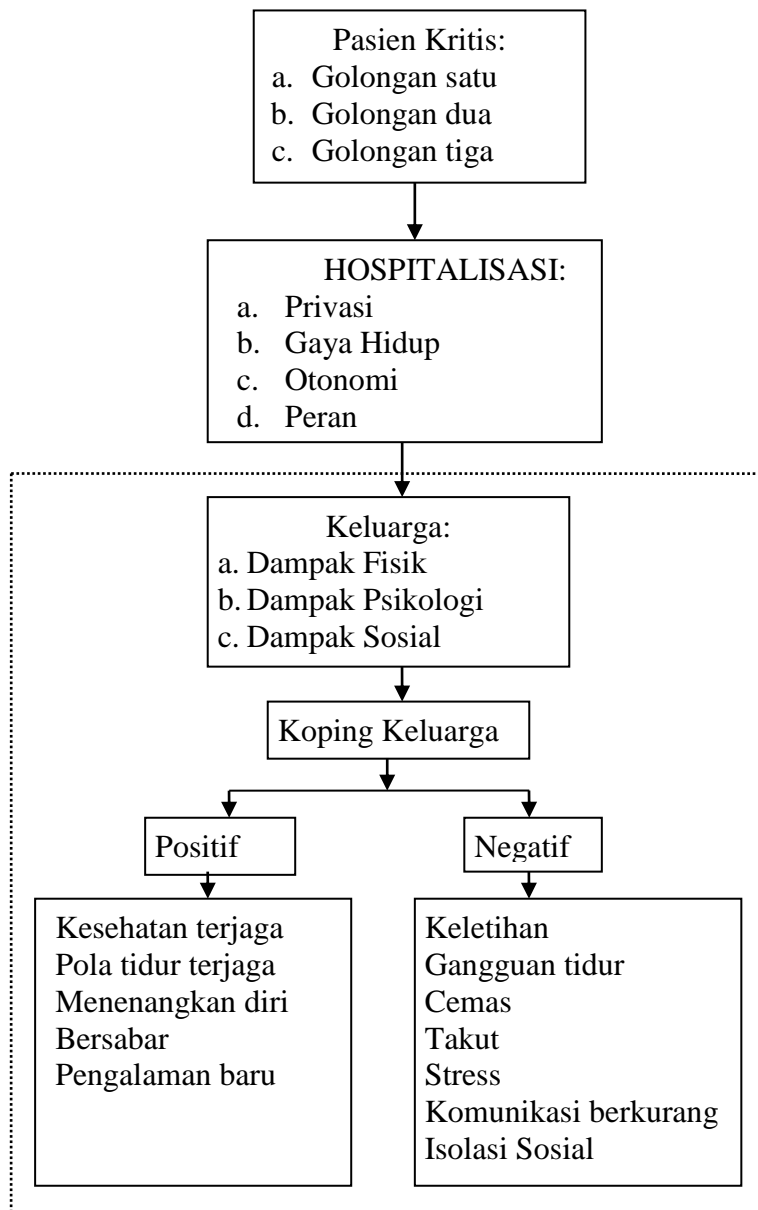 Pasien Kritis:
a. Golongan satu
b. Golongan dua
c. Golongan tiga
HOSPITALISASI:
a. Privasi
b. Gaya Hidup
c. Otonomi
d. Peran
Keluarga:
a. Dampak Fisik
b. Dampak Psikologi
c. Dampak Sosial
Koping Keluarga
Positif
Negatif
Kesehatan terjaga
Pola tidur terjaga
Menenangkan diri
Bersabar
Pengalaman baru
Keletihan
Gangguan tidur
Cemas
Takut
Stress
Komunikasi berkurang
Isolasi Sosial